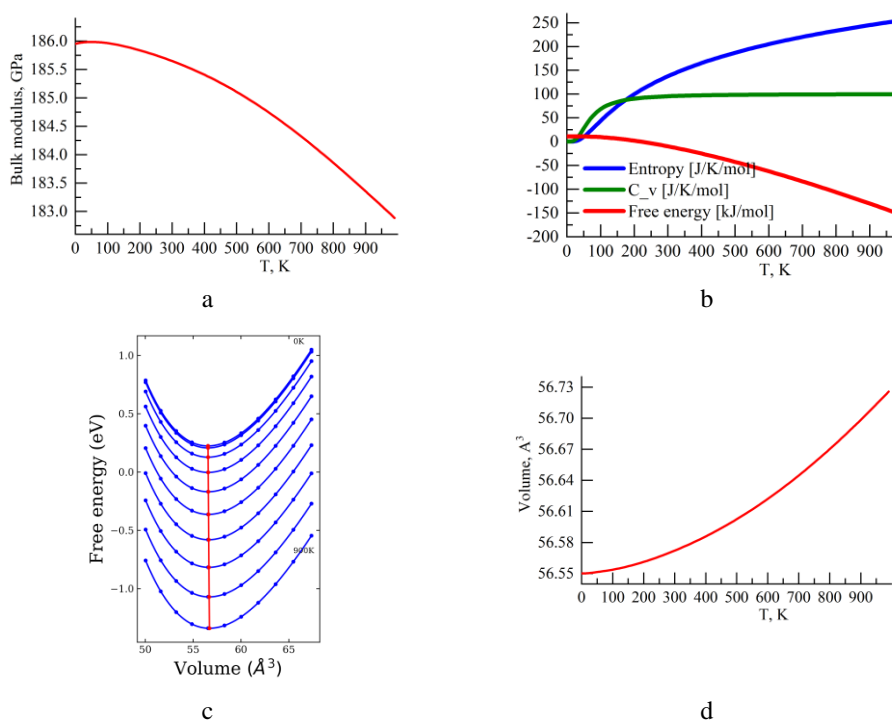 Bulk modulus, GPa
186.0
185.5
185.0
184.5
184.0
183.5
183.0
0 100 200 300 400 500 600 700 800 900
T, K
a
250
200
150
100
50
0
-50
-100
-150
-200
Entropy [J/K/mol]
C_v [J/K/mol]
Free energy [kJ/mol]
0 100 200 300 400 500 600 700 800 900
T, K
b
Free energy (eV)
1.0
0.5
0.0
−0.5
−1.0
0K
900K
50 55 60 65
Volume (Å³)
c
Volume, A³
56.73
56.70
56.67
56.64
56.61
56.58
56.55
0 100 200 300 400 500 600 700 800 900
T, K
d